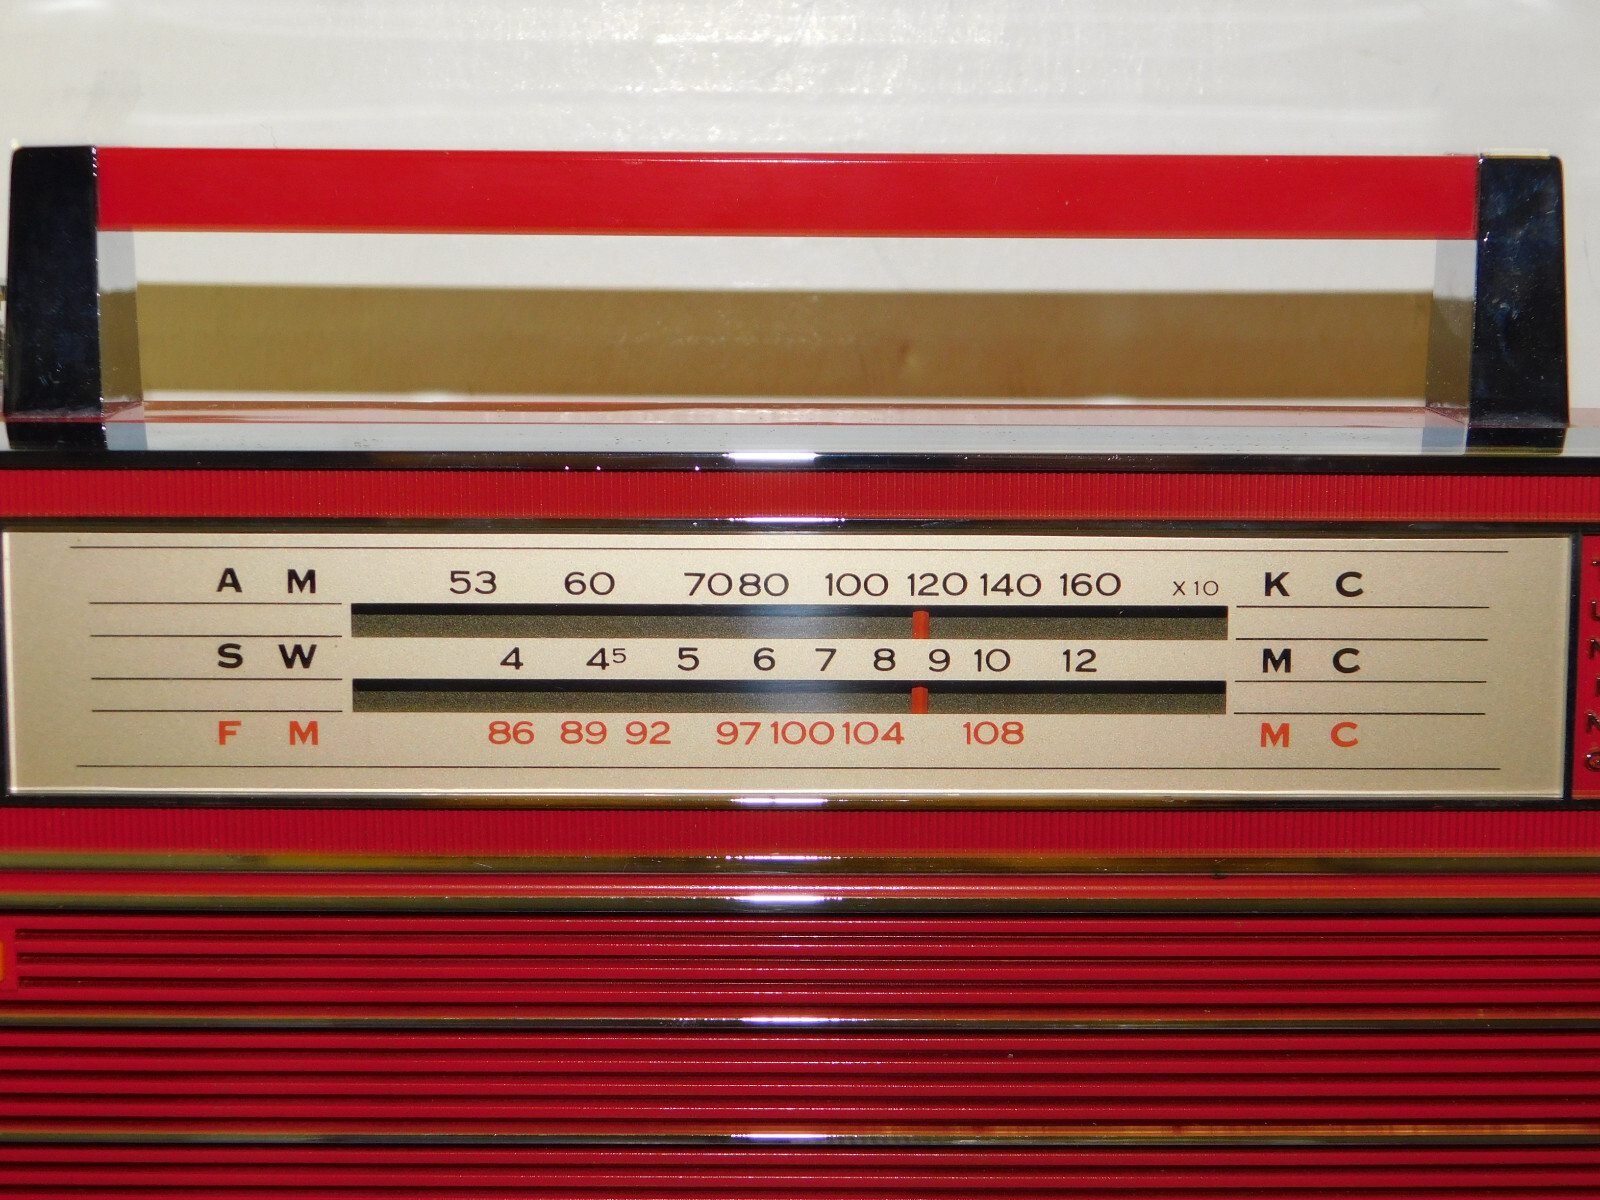 A M 53 60 70 80 100 120 140 160 X10 K C
S W 4 4⁵ 5 6 7 8 9 10 12 M C
F M 86 89 92 97 100 104 108 M C
TUNING